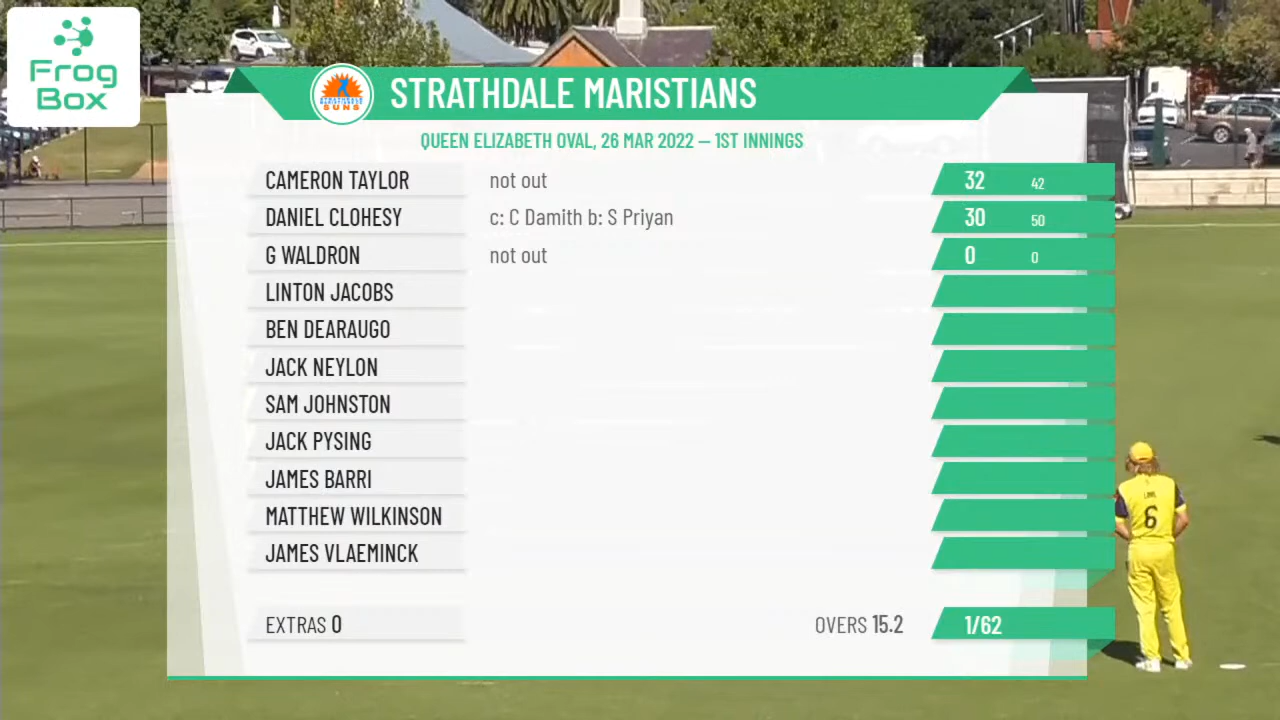 Frog
Box
STRATHDALE MARISTIANS
SUNS
QUEEN ELIZABETH OVAL, 26 MAR 2022 – 1ST INNINGS
CAMERON TAYLOR not out 32 42
DANIEL CLOHESY c: C Damith b: S Priyan 30 50
G WALDRON not out 0 0
LINTON JACOBS
BEN DEARAUGO
JACK NEYLON
SAM JOHNSTON
JACK PYSING
JAMES BARRI
MATTHEW WILKINSON
JAMES VLAEMINCK
6
EXTRAS 0 OVERS 15.2 1/62